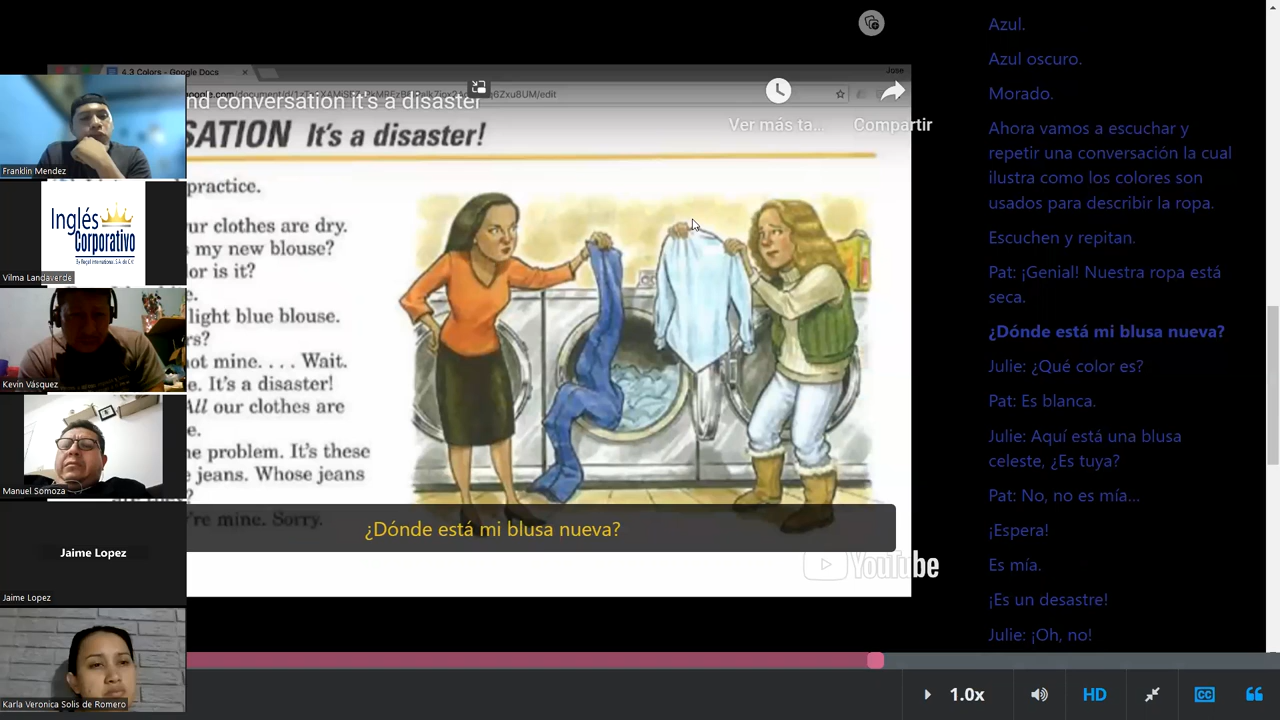 4.3 Colors - Google Docs
Jose
nd conversation it's a disaster
Ver más ta...
Compartir
SATION It's a disaster!
practice.
ur clothes are dry.
my new blouse?
or is it?
e.
light blue blouse.
rs?
ot mine. . . . Wait.
e. It's a disaster!
All our clothes are
e.
e problem. It's these
jeans. Whose jeans
're mine. Sorry.
¿Dónde está mi blusa nueva?
YouTube
Franklin Mendez
Inglés
Corporativo
Vilma Landaverde
Kevin Vásquez
Manuel Somoza
Jaime Lopez
Jaime Lopez
Karla Veronica Solis de Romero
Azul.
Azul oscuro.
Morado.
Ahora vamos a escuchar y
repetir una conversación la cual
ilustra como los colores son
usados para describir la ropa.
Escuchen y repitan.
Pat: ¡Genial! Nuestra ropa está
seca.
¿Dónde está mi blusa nueva?
Julie: ¿Qué color es?
Pat: Es blanca.
Julie: Aquí está una blusa
celeste, ¿Es tuya?
Pat: No, no es mía...
¡Espera!
Es mía.
¡Es un desastre!
Julie: ¡Oh, no!
1.0x
HD
CC